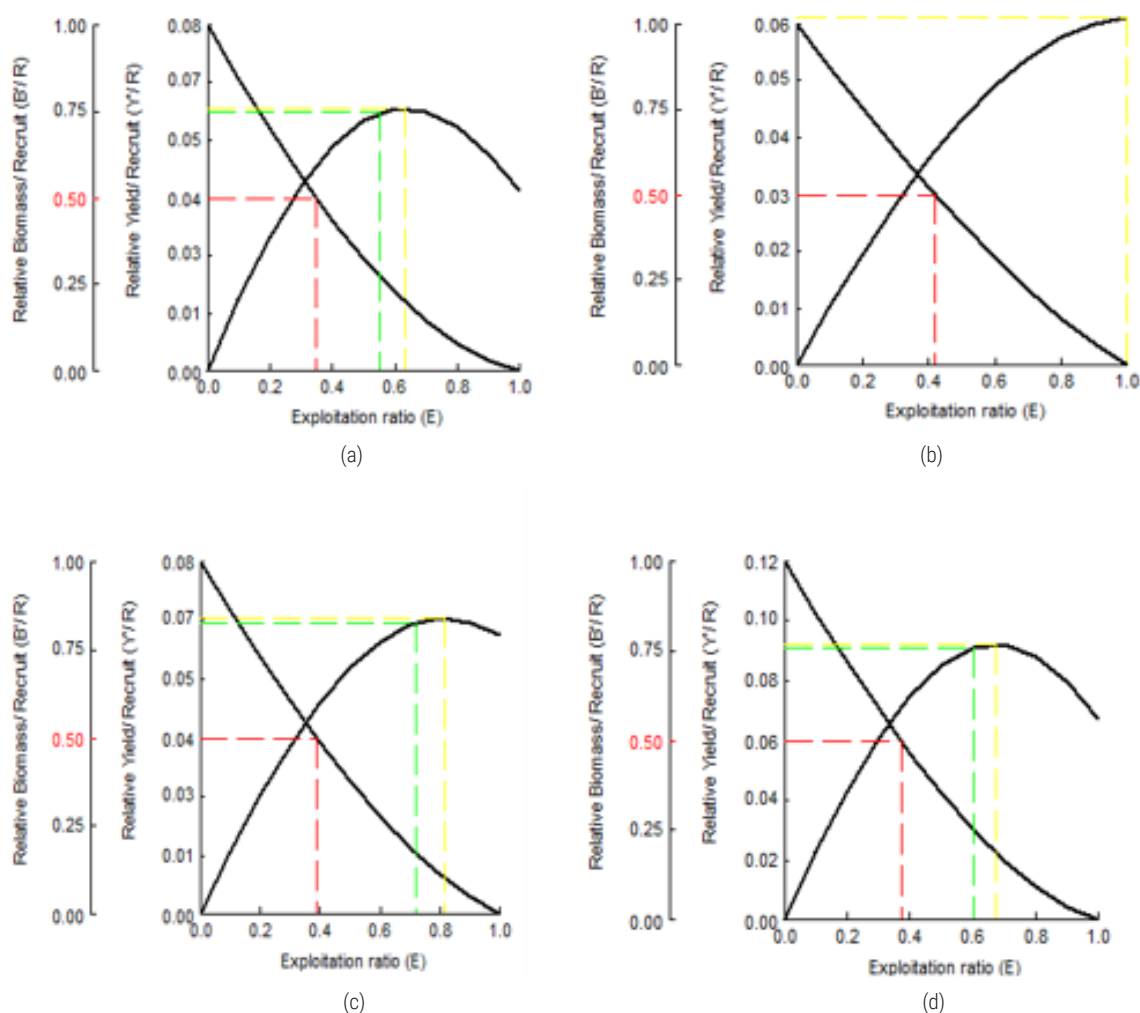 Relative Biomass/ Recruit (B'/ R)
1.00
0.75
0.50
0.25
0.00
Relative Yield/ Recruit (Y'/ R)
0.08
0.07
0.05
0.04
0.03
0.01
0.00
0.0 0.2 0.4 0.6 0.8 1.0
Exploitation ratio (E)
(a)
Relative Biomass/ Recruit (B'/ R)
1.00
0.75
0.50
0.25
0.00
Relative Yield/ Recruit (Y'/ R)
0.06
0.06
0.04
0.03
0.02
0.01
0.00
0.0 0.2 0.4 0.6 0.8 1.0
Exploitation ratio (E)
(b)
Relative Biomass/ Recruit (B'/ R)
1.00
0.75
0.50
0.25
0.00
Relative Yield/ Recruit (Y'/ R)
0.08
0.07
0.05
0.04
0.03
0.01
0.00
0.0 0.2 0.4 0.6 0.8 1.0
Exploitation ratio (E)
(c)
Relative Biomass/ Recruit (B'/ R)
1.00
0.75
0.50
0.25
0.00
Relative Yield/ Recruit (Y'/ R)
0.12
0.10
0.08
0.06
0.04
0.02
0.00
0.0 0.2 0.4 0.6 0.8 1.0
Exploitation ratio (E)
(d)